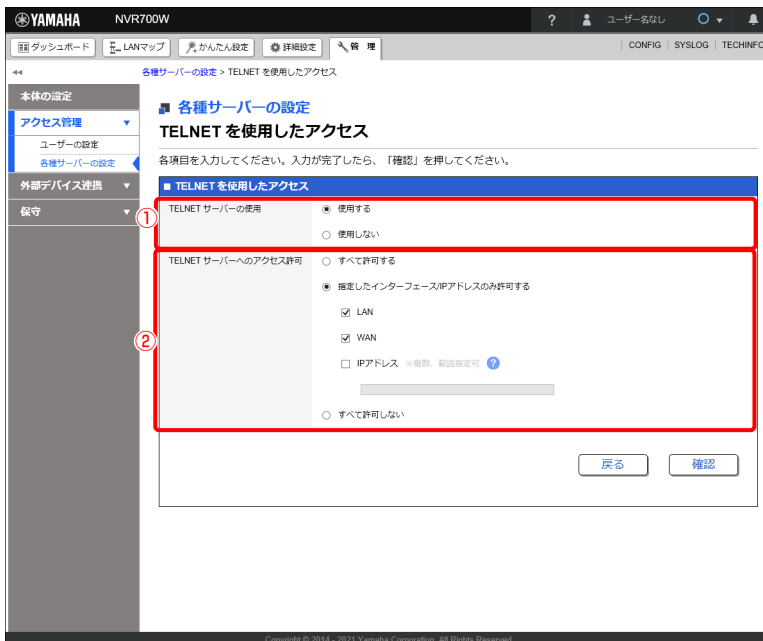 YAMAHA NVR700W ? ユーザー名なし
ダッシュボード LANマップ かんたん設定 詳細設定 管 理 CONFIG SYSLOG TECHINFO
各種サーバーの設定 > TELNET を使用したアクセス
本体の設定
アクセス管理
ユーザーの設定
各種サーバーの設定
外部デバイス連携
保守
各種サーバーの設定
TELNET を使用したアクセス
各項目を入力してください。入力が完了したら、「確認」を押してください。
TELNET を使用したアクセス
①
TELNET サーバーの使用 使用する
使用しない
②
TELNET サーバーへのアクセス許可 すべて許可する
指定したインターフェース/IPアドレスのみ許可する
LAN
WAN
IPアドレス ※複数、範囲指定可 ?
すべて許可しない
戻る 確認
Copyright © 2014 - 2021 Yamaha Corporation. All Rights Reserved.